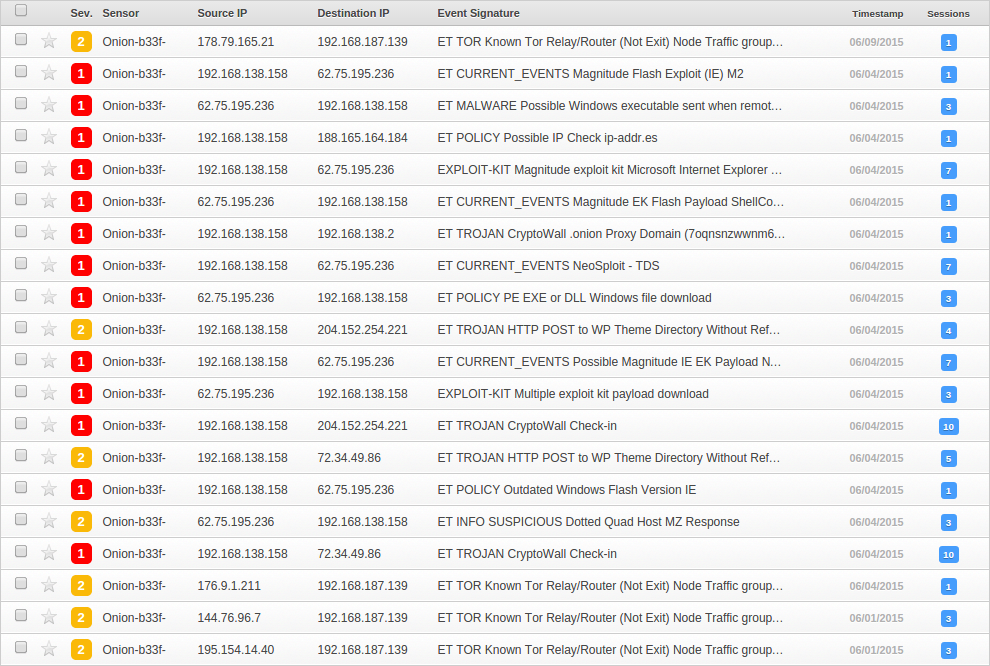 Sev. Sensor Source IP Destination IP Event Signature Timestamp Sessions
2 Onion-b33f- 178.79.165.21 192.168.187.139 ET TOR Known Tor Relay/Router (Not Exit) Node Traffic group… 06/09/2015 1
1 Onion-b33f- 192.168.138.158 62.75.195.236 ET CURRENT_EVENTS Magnitude Flash Exploit (IE) M2 06/04/2015 1
1 Onion-b33f- 62.75.195.236 192.168.138.158 ET MALWARE Possible Windows executable sent when remot… 06/04/2015 3
1 Onion-b33f- 192.168.138.158 188.165.164.184 ET POLICY Possible IP Check ip-addr.es 06/04/2015 1
1 Onion-b33f- 192.168.138.158 62.75.195.236 EXPLOIT-KIT Magnitude exploit kit Microsoft Internet Explorer … 06/04/2015 7
1 Onion-b33f- 62.75.195.236 192.168.138.158 ET CURRENT_EVENTS Magnitude EK Flash Payload ShellCo… 06/04/2015 1
1 Onion-b33f- 192.168.138.158 192.168.138.2 ET TROJAN CryptoWall .onion Proxy Domain (7oqnsnzwwnm6… 06/04/2015 1
1 Onion-b33f- 192.168.138.158 62.75.195.236 ET CURRENT_EVENTS NeoSploit - TDS 06/04/2015 7
1 Onion-b33f- 62.75.195.236 192.168.138.158 ET POLICY PE EXE or DLL Windows file download 06/04/2015 3
2 Onion-b33f- 192.168.138.158 204.152.254.221 ET TROJAN HTTP POST to WP Theme Directory Without Ref… 06/04/2015 4
1 Onion-b33f- 192.168.138.158 62.75.195.236 ET CURRENT_EVENTS Possible Magnitude IE EK Payload N… 06/04/2015 7
1 Onion-b33f- 62.75.195.236 192.168.138.158 EXPLOIT-KIT Multiple exploit kit payload download 06/04/2015 3
1 Onion-b33f- 192.168.138.158 204.152.254.221 ET TROJAN CryptoWall Check-in 06/04/2015 10
2 Onion-b33f- 192.168.138.158 72.34.49.86 ET TROJAN HTTP POST to WP Theme Directory Without Ref… 06/04/2015 5
1 Onion-b33f- 192.168.138.158 62.75.195.236 ET POLICY Outdated Windows Flash Version IE 06/04/2015 1
2 Onion-b33f- 62.75.195.236 192.168.138.158 ET INFO SUSPICIOUS Dotted Quad Host MZ Response 06/04/2015 3
1 Onion-b33f- 192.168.138.158 72.34.49.86 ET TROJAN CryptoWall Check-in 06/04/2015 10
2 Onion-b33f- 176.9.1.211 192.168.187.139 ET TOR Known Tor Relay/Router (Not Exit) Node Traffic group… 06/04/2015 1
2 Onion-b33f- 144.76.96.7 192.168.187.139 ET TOR Known Tor Relay/Router (Not Exit) Node Traffic group… 06/01/2015 3
2 Onion-b33f- 195.154.14.40 192.168.187.139 ET TOR Known Tor Relay/Router (Not Exit) Node Traffic group… 06/01/2015 3